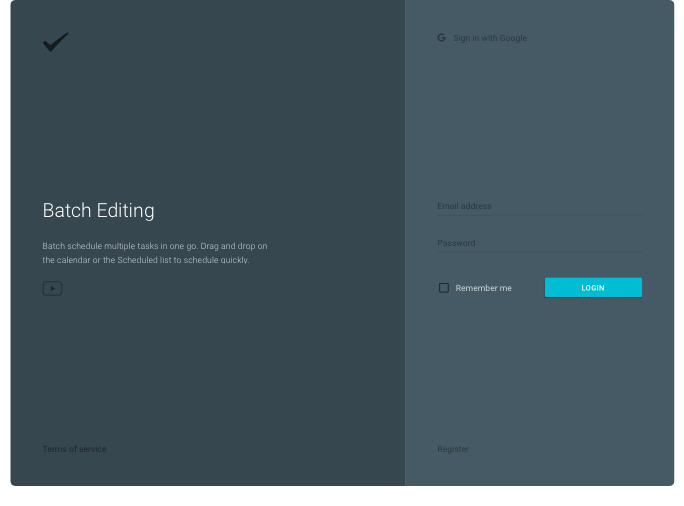 Sign in with Google
Batch Editing
Batch schedule multiple tasks in one go. Drag and drop on
the calendar or the Scheduled list to schedule quickly.
Email address
Password
Remember me
LOGIN
Terms of service
Register